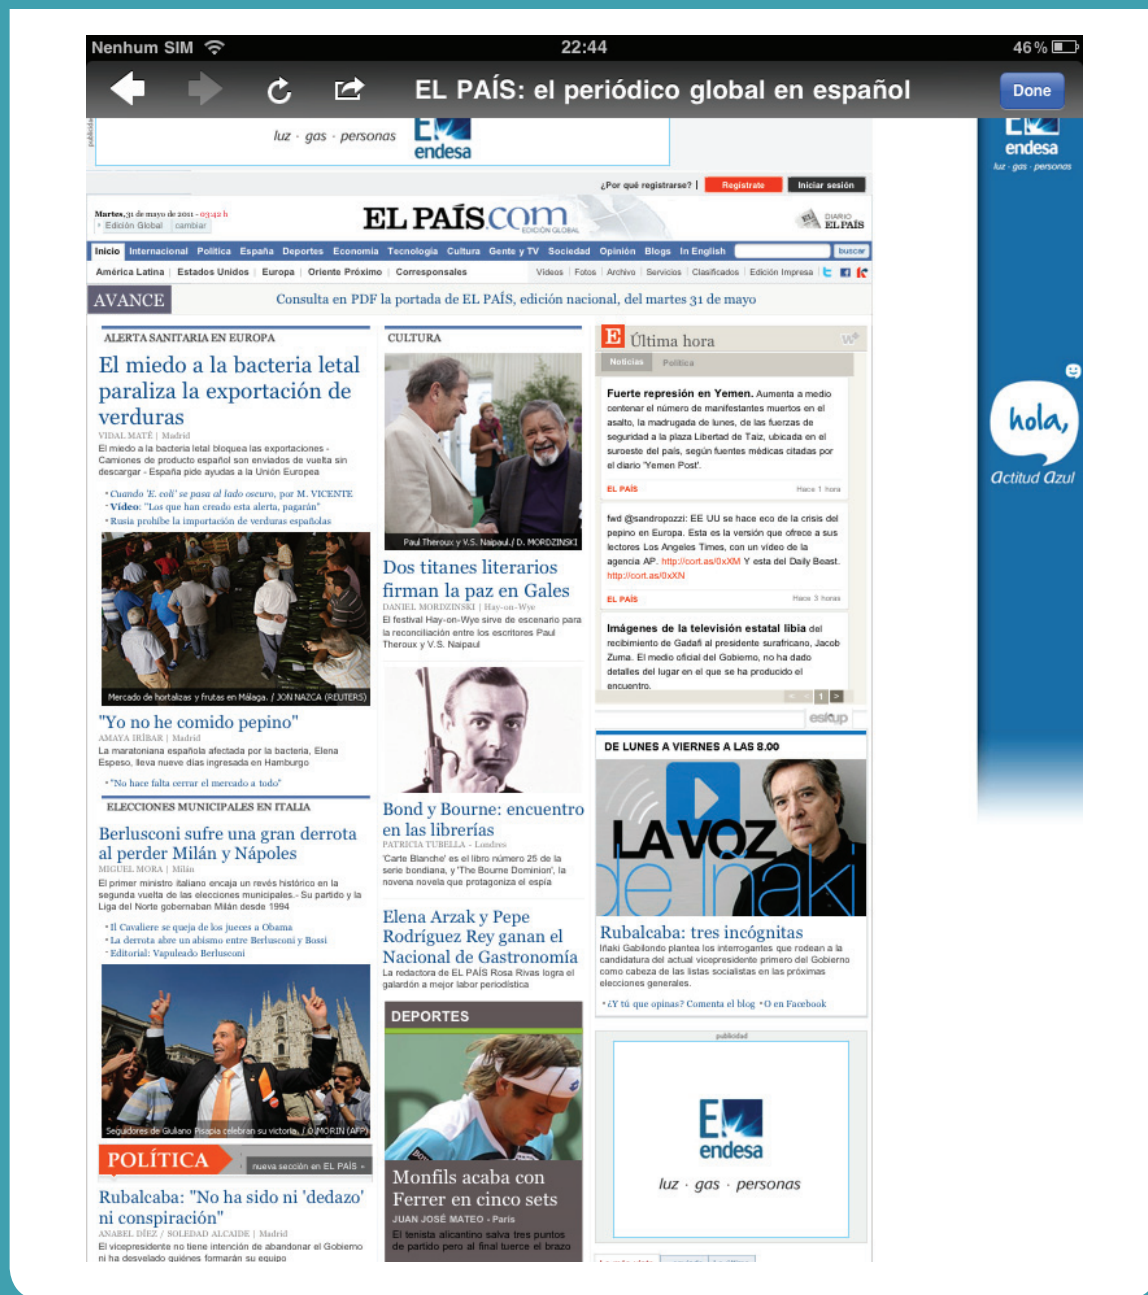 Nenhum SIM
22:44
46%
EL PAÍS: el periódico global en español
Done
publicidad
luz · gas · personas
endesa
endesa
luz · gas · personas
hola,
actitud azul
¿Por qué registrarse? |
Regístrate
Iniciar sesión
Martes, 31 de mayo de 2011 - 03:42 h
Edición Global
cambiar
EL PAÍS.com
EDICIÓN GLOBAL
DIARIO
EL PAÍS
Inicio Internacional Política España Deportes Economía Tecnología Cultura Gente y TV Sociedad Opinión Blogs In English
buscar
América Latina | Estados Unidos | Europa | Oriente Próximo | Corresponsales
Vídeos | Fotos | Archivo | Servicios | Clasificados | Edición Impresa
AVANCE
Consulta en PDF la portada de EL PAÍS, edición nacional, del martes 31 de mayo
ALERTA SANITARIA EN EUROPA
El miedo a la bacteria letal
paraliza la exportación de
verduras
VIDAL MATÉ | Madrid
El miedo a la bacteria letal bloquea las exportaciones -
Camiones de producto español son enviados de vuelta sin
descargar - España pide ayudas a la Unión Europea
Cuando 'E. coli' se pasa al lado oscuro, por M. VICENTE
Vídeo: "Los que han creado esta alerta, pagarán"
Rusia prohíbe la importación de verduras españolas
Mercado de hortalizas y frutas en Málaga. / JON NAZCA (REUTERS)
"Yo no he comido pepino"
AMAYA IRÍBAR | Madrid
La maratoniana española afectada por la bacteria, Elena
Espeso, lleva nueve días ingresada en Hamburgo
"No hace falta cerrar el mercado a todo"
ELECCIONES MUNICIPALES EN ITALIA
Berlusconi sufre una gran derrota
al perder Milán y Nápoles
MIGUEL MORA | Milán
El primer ministro italiano encaja un revés histórico en la
segunda vuelta de las elecciones municipales.- Su partido y la
Liga del Norte gobernaban Milán desde 1994
Il Cavaliere se queja de los jueces a Obama
La derrota abre un abismo entre Berlusconi y Bossi
Editorial: Vapuleado Berlusconi
Seguidores de Giuliano Pisapia celebran su victoria. / O. MORIN (AFP)
POLÍTICA
nueva sección en EL PAÍS »
Rubalcaba: "No ha sido ni 'dedazo'
ni conspiración"
ANABEL DÍEZ / SOLEDAD ALCAIDE | Madrid
El vicepresidente no tiene intención de abandonar el Gobierno
ni ha desvelado quiénes formarán su equipo
CULTURA
Paul Theroux y V.S. Naipaul./ D. MORDZINSKI
Dos titanes literarios
firman la paz en Gales
DANIEL MORDZINSKI | Hay-on-Wye
El festival Hay-on-Wye sirve de escenario para
la reconciliación entre los escritores Paul
Theroux y V.S. Naipaul
Bond y Bourne: encuentro
en las librerías
PATRICIA TUBELLA - Londres
'Carte Blanche' es el libro número 25 de la
serie bondiana, y 'The Bourne Dominion', la
novena novela que protagoniza el espía
Elena Arzak y Pepe
Rodríguez Rey ganan el
Nacional de Gastronomía
La redactora de EL PAÍS Rosa Rivas logra el
galardón a mejor labor periodística
DEPORTES
Monfils acaba con
Ferrer en cinco sets
JUAN JOSÉ MATEO - París
El tenista alicantino salva tres puntos
de partido pero al final tuerce el brazo
Última hora
Noticias
Política
Fuerte represión en Yemen. Aumenta a medio
centenar el número de manifestantes muertos en el
asalto, la madrugada de lunes, de las fuerzas de
seguridad a la plaza Libertad de Taiz, ubicada en el
suroeste del país, según fuentes médicas citadas por
el diario 'Yemen Post'.
EL PAÍS
Hace 1 hora
fwd @sandropozzi: EE UU se hace eco de la crisis del
pepino en Europa. Esta es la versión que ofrece a sus
lectores Los Angeles Times, con un vídeo de la
agencia AP. http://cort.as/0xXM Y esta del Daily Beast.
http://cort.as/0xXN
EL PAÍS
Hace 3 horas
Imágenes de la televisión estatal libia del
recibimiento de Gadafi al presidente surafricano, Jacob
Zuma. El medio oficial del Gobierno, no ha dado
detalles del lugar en el que se ha producido el
encuentro.
< < 1 >
eskup
DE LUNES A VIERNES A LAS 8.00
LA VOZ
de Iñaki
Rubalcaba: tres incógnitas
Iñaki Gabilondo plantea los interrogantes que rodean a la
candidatura del actual vicepresidente primero del Gobierno
como cabeza de las listas socialistas en las próximas
elecciones generales.
¿Y tú que opinas? Comenta el blog
O en Facebook
publicidad
endesa
luz · gas · personas